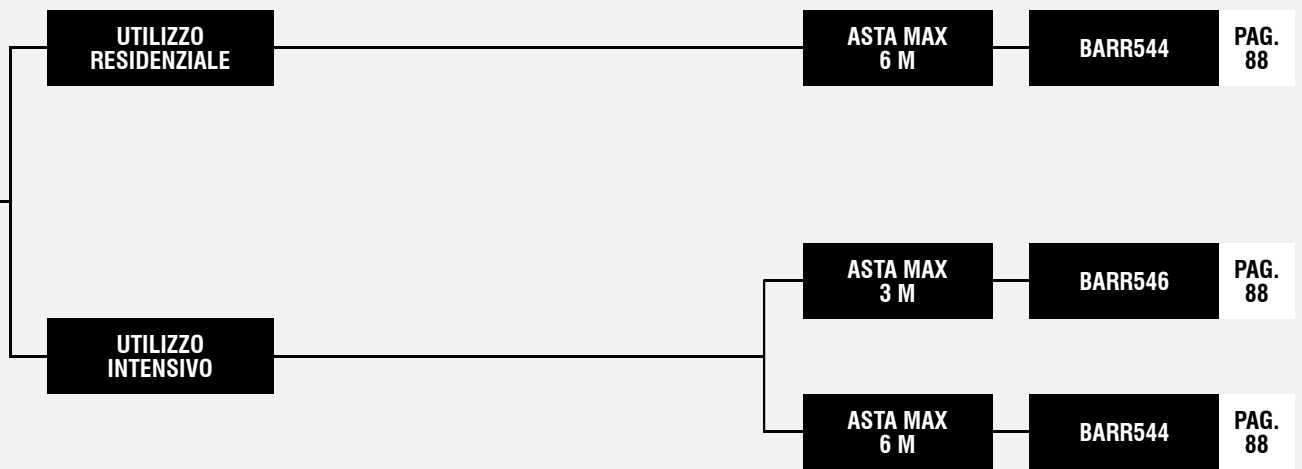 UTILIZZO
RESIDENZIALE
ASTA MAX
6 M
BARR544
PAG.
88
ASTA MAX
3 M
BARR546
PAG.
88
UTILIZZO
INTENSIVO
ASTA MAX
6 M
BARR544
PAG.
88